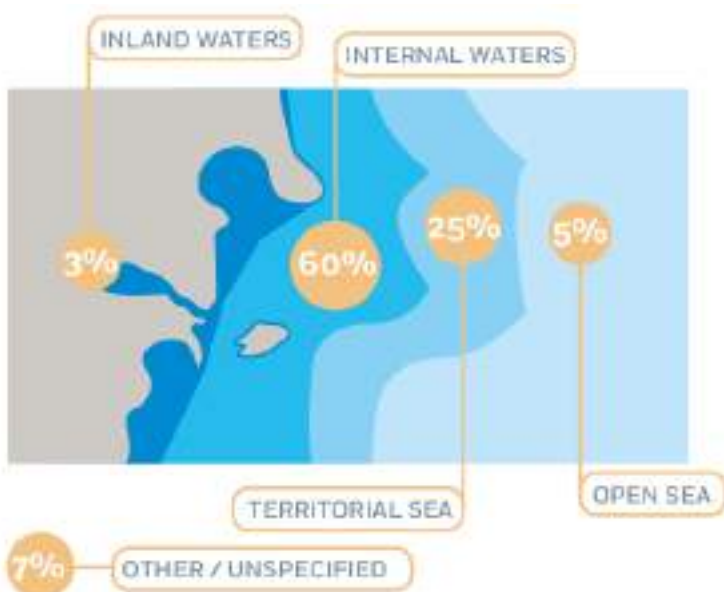 INLAND WATERS
INTERNAL WATERS
3%
60%
25%
5%
TERRITORIAL SEA
OPEN SEA
7%
OTHER / UNSPECIFIED